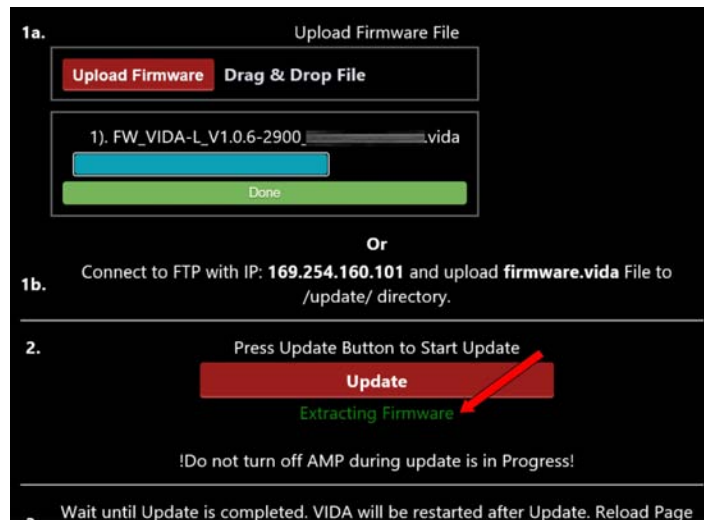 1a. Upload Firmware File
Upload Firmware Drag & Drop File
1). FW_VIDA-L_V1.0.6-2900_ .vida
Done
Or
1b. Connect to FTP with IP: 169.254.160.101 and upload firmware.vida File to
/update/ directory.
2. Press Update Button to Start Update
Update
Extracting Firmware
!Do not turn off AMP during update is in Progress!
Wait until Update is completed. VIDA will be restarted after Update. Reload Page